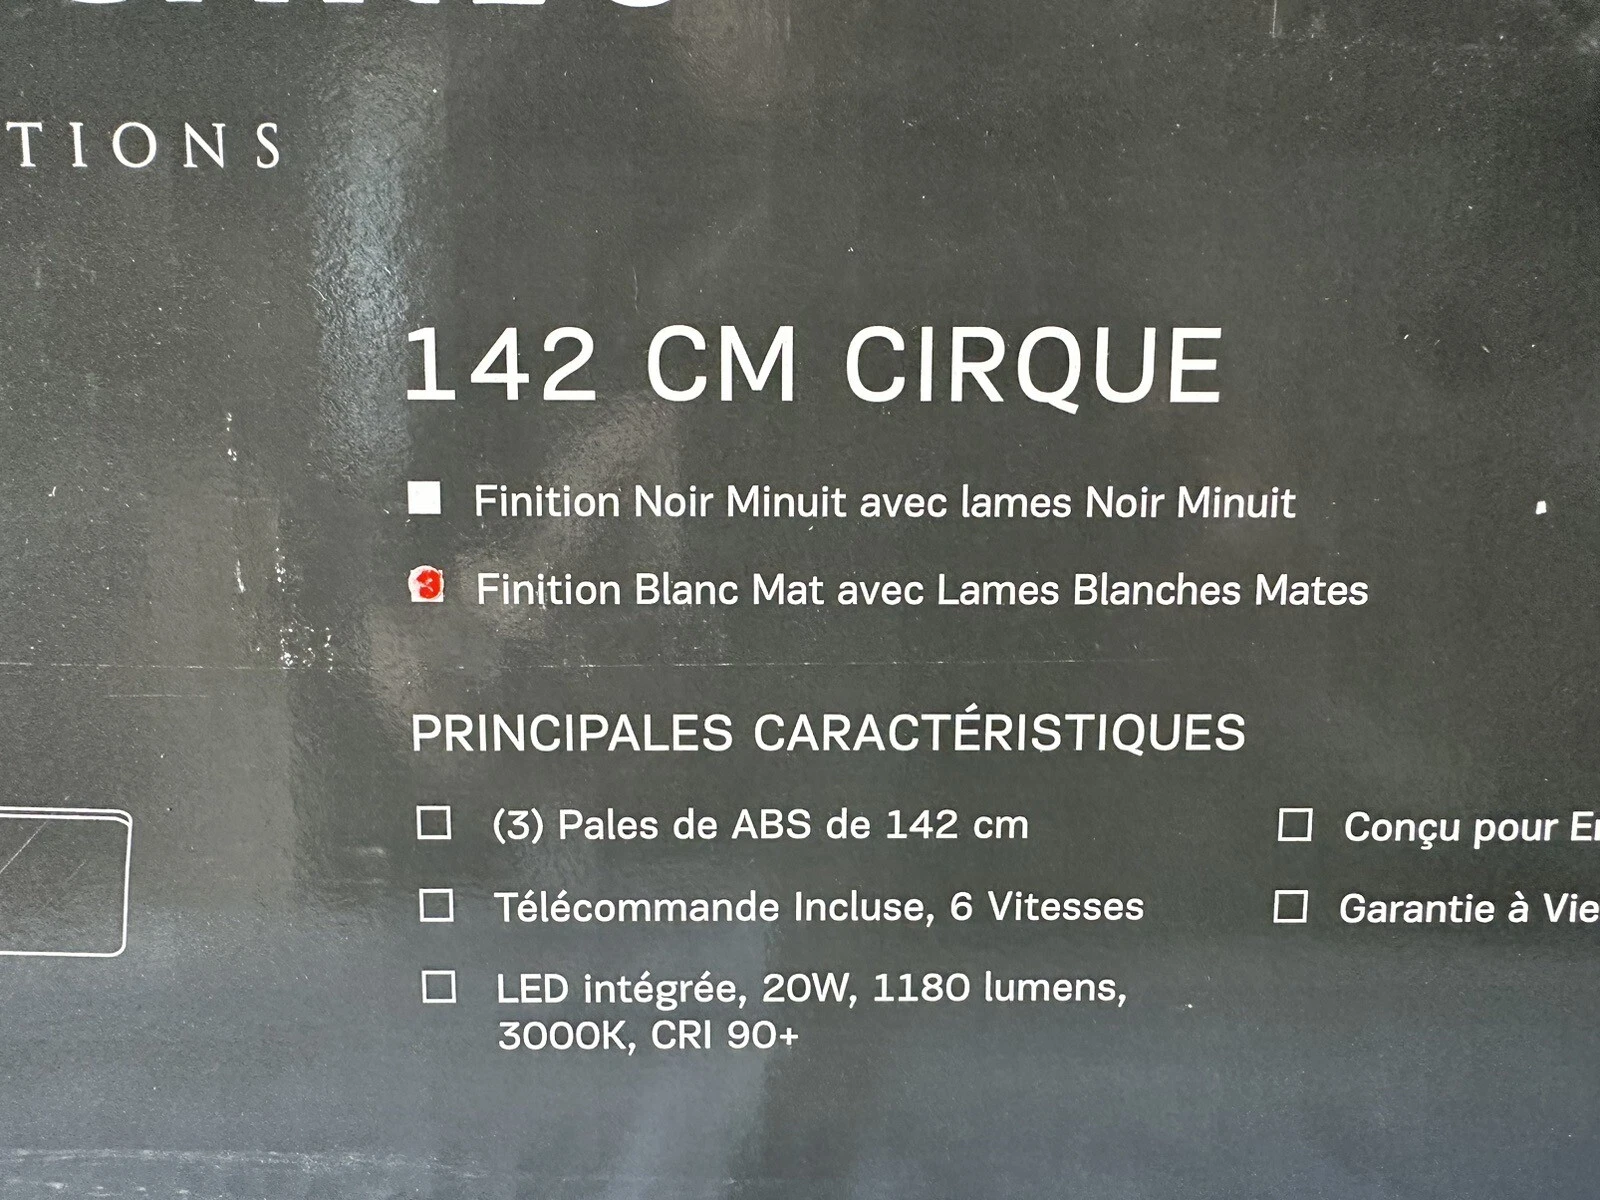 TIONS
142 CM CIRQUE
Finition Noir Minuit avec lames Noir Minuit
Finition Blanc Mat avec Lames Blanches Mates
PRINCIPALES CARACTÉRISTIQUES
(3) Pales de ABS de 142 cm
Télécommande Incluse, 6 Vitesses
LED intégrée, 20W, 1180 lumens,
3000K, CRI 90+
Conçu pour
Garantie à Vie